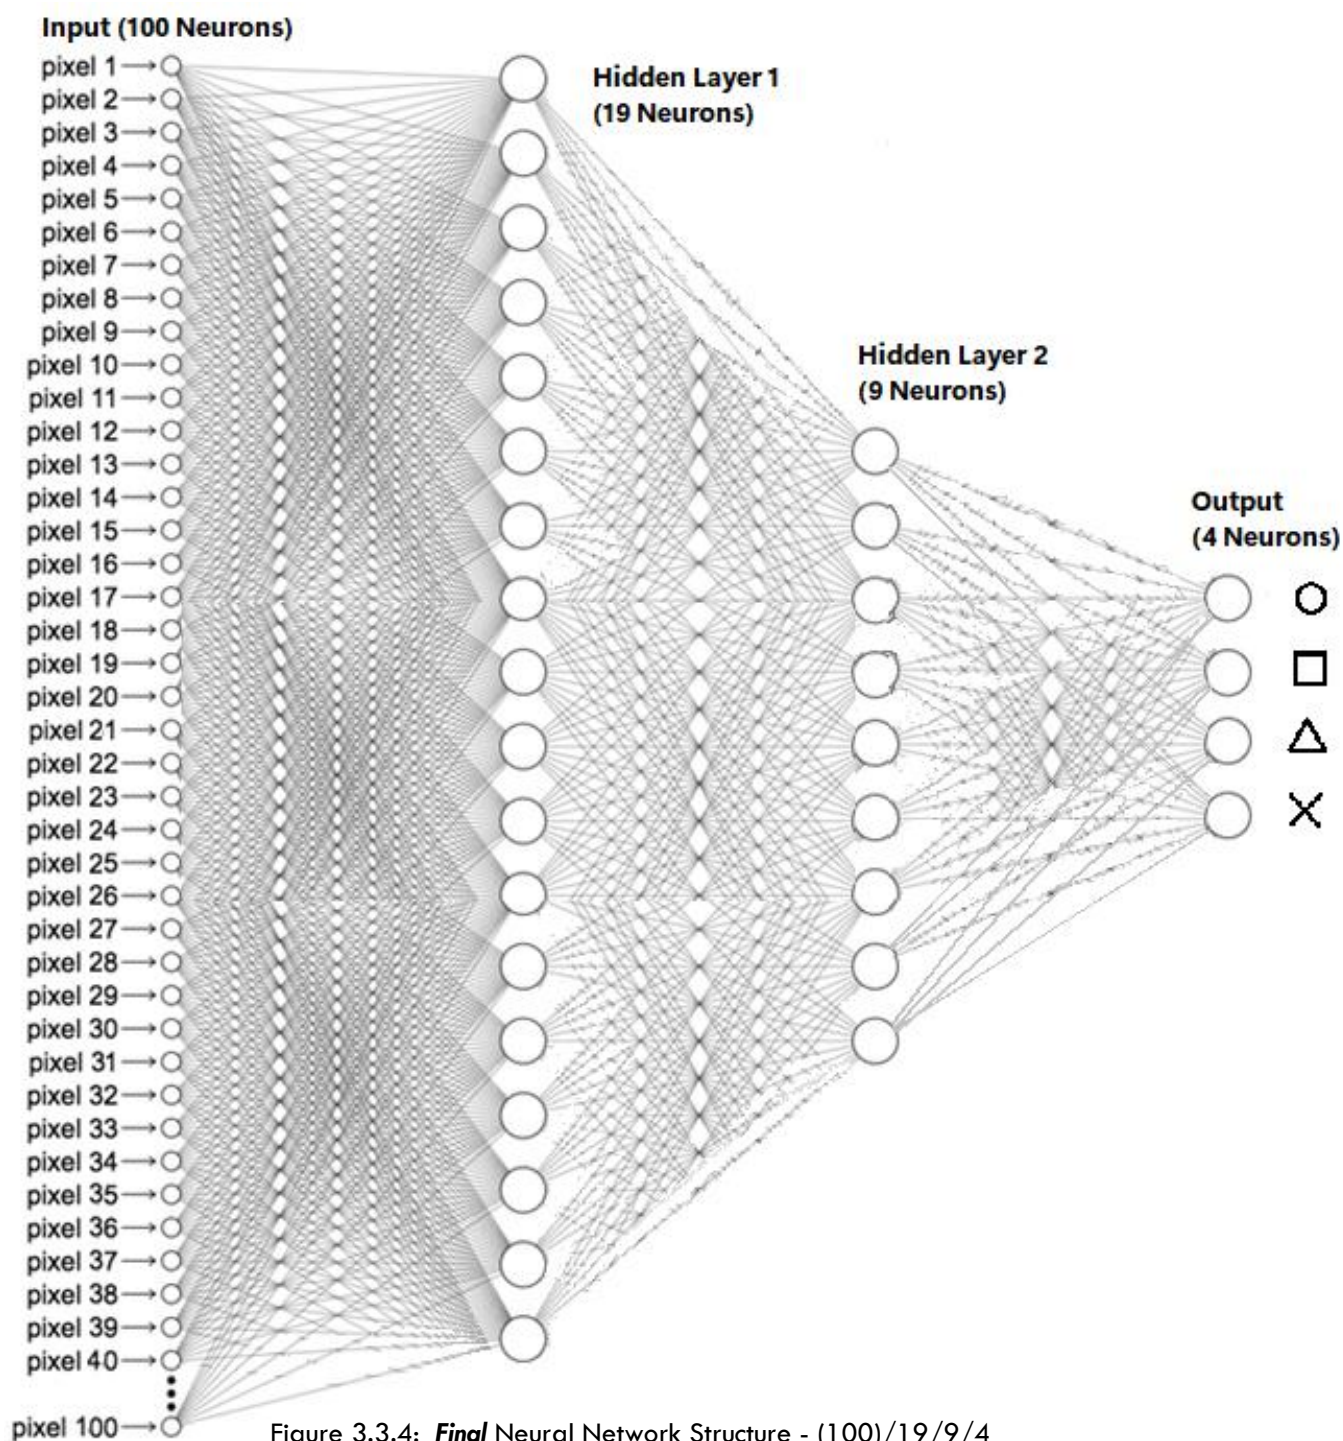 Input (100 Neurons)
pixel 1
pixel 2
pixel 3
pixel 4
pixel 5
pixel 6
pixel 7
pixel 8
pixel 9
pixel 10
pixel 11
pixel 12
pixel 13
pixel 14
pixel 15
pixel 16
pixel 17
pixel 18
pixel 19
pixel 20
pixel 21
pixel 22
pixel 23
pixel 24
pixel 25
pixel 26
pixel 27
pixel 28
pixel 29
pixel 30
pixel 31
pixel 32
pixel 33
pixel 34
pixel 35
pixel 36
pixel 37
pixel 38
pixel 39
pixel 40
pixel 100
Hidden Layer 1
(19 Neurons)
Hidden Layer 2
(9 Neurons)
Output
(4 Neurons)
Figure 3.3.4: Final Neural Network Structure - (100)/19/9/4